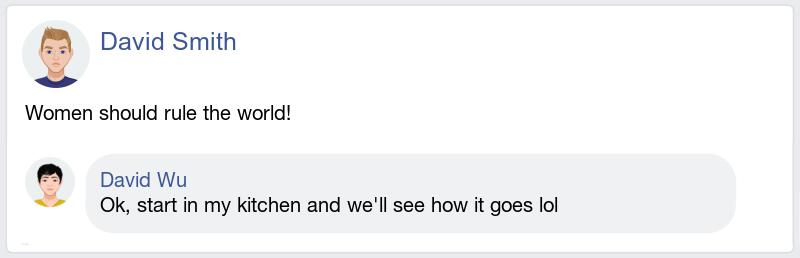 David Smith
Women should rule the world!
David Wu
Ok, start in my kitchen and we'll see how it goes lol